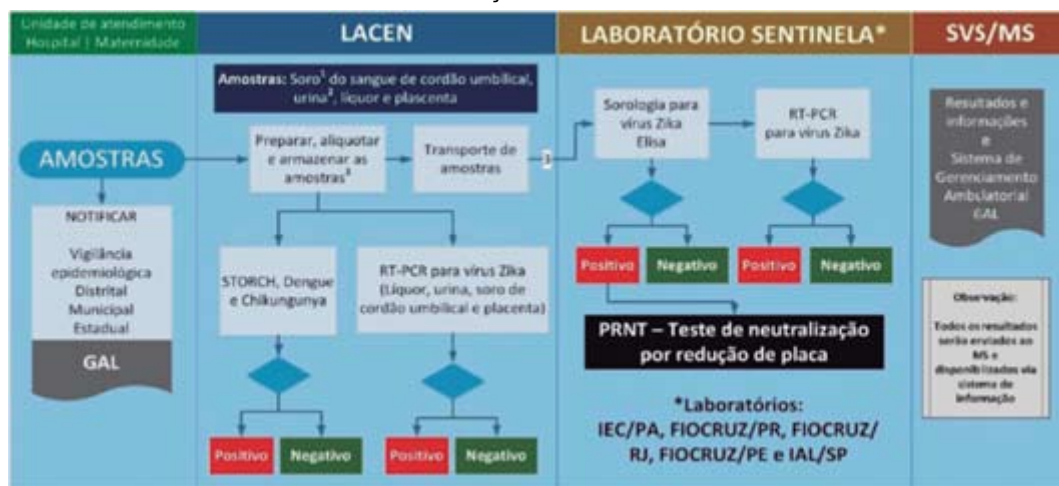 Unidade de atendimento
Hospital | Maternidade
AMOSTRAS
NOTIFICAR
Vigilância
epidemiológica
Distrital
Municipal
Estadual
GAL
LACEN
Amostras: Soro¹ do sangue de cordão umbilical,
urina², líquor e plascenta
Preparar, aliquotar
e armazenar as
amostras³
Transporte de
amostras
STORCH, Dengue
e Chikungunya
RT-PCR para vírus Zika
(Líquor, urina, soro de
cordão umbilical e placenta)
Positivo
Negativo
Positivo
Negativo
LABORATÓRIO SENTINELA*
Sorologia para
vírus Zika
Elisa
RT-PCR
para vírus Zika
Positivo
Negativo
Positivo
Negativo
PRNT – Teste de neutralização
por redução de placa
*Laboratórios:
IEC/PA, FIOCRUZ/PR, FIOCRUZ/
RJ, FIOCRUZ/PE e IAL/SP
SVS/MS
Resultados e
informações
e
Sistema de
Gerenciamento
Ambulatorial
GAL
Observação:
Todos os resultados
serão enviados ao
MS e
disponibilizados via
sistema de
informação